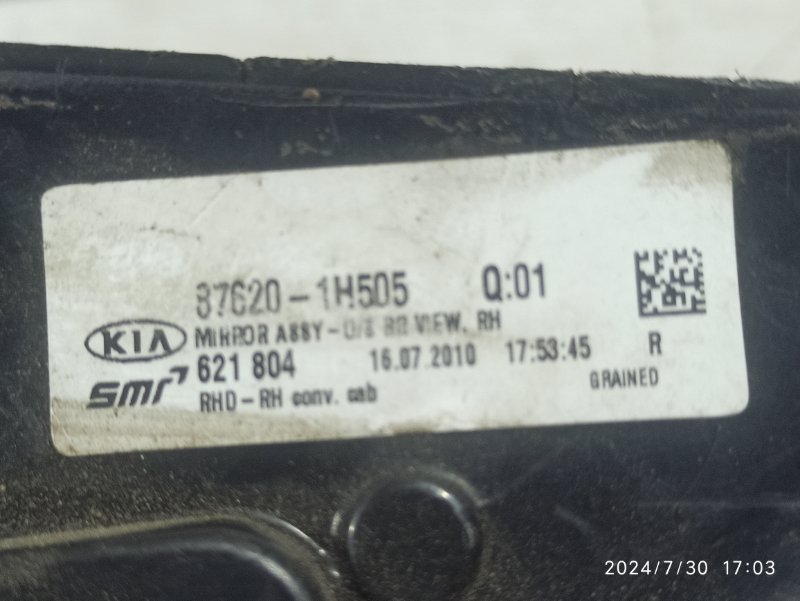 87620-1H505 Q:01
KIA MIRROR ASSY-O/S RR VIEW, RH
smr 621 804 16.07.2010 17:53:45 R
RHD-RH conv. cab GRAINED
2024/7/30 17:03